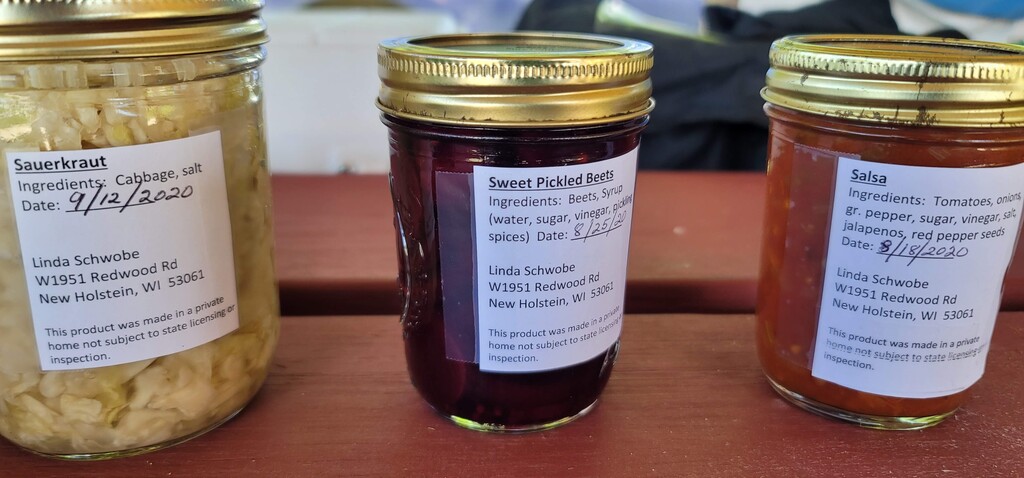 Sauerkraut
Ingredients: Cabbage, salt
Date: 9/12/2020
Linda Schwobe
W1951 Redwood Rd
New Holstein, WI 53061
This product was made in a private
home not subject to state licensing or
inspection.
Sweet Pickled Beets
Ingredients: Beets, Syrup
(water, sugar, vinegar, pickling
spices) Date: 8/25/20
Linda Schwobe
W1951 Redwood Rd
New Holstein, WI 53061
This product was made in a private
home not subject to state licensing or
inspection.
Salsa
Ingredients: Tomatoes, onions,
gr. pepper, sugar, vinegar, salt,
jalapenos, red pepper seeds
Date: 8/18/2020
Linda Schwobe
W1951 Redwood Rd
New Holstein, WI 53061
This product was made in a private
home not subject to state licensing or
inspection.